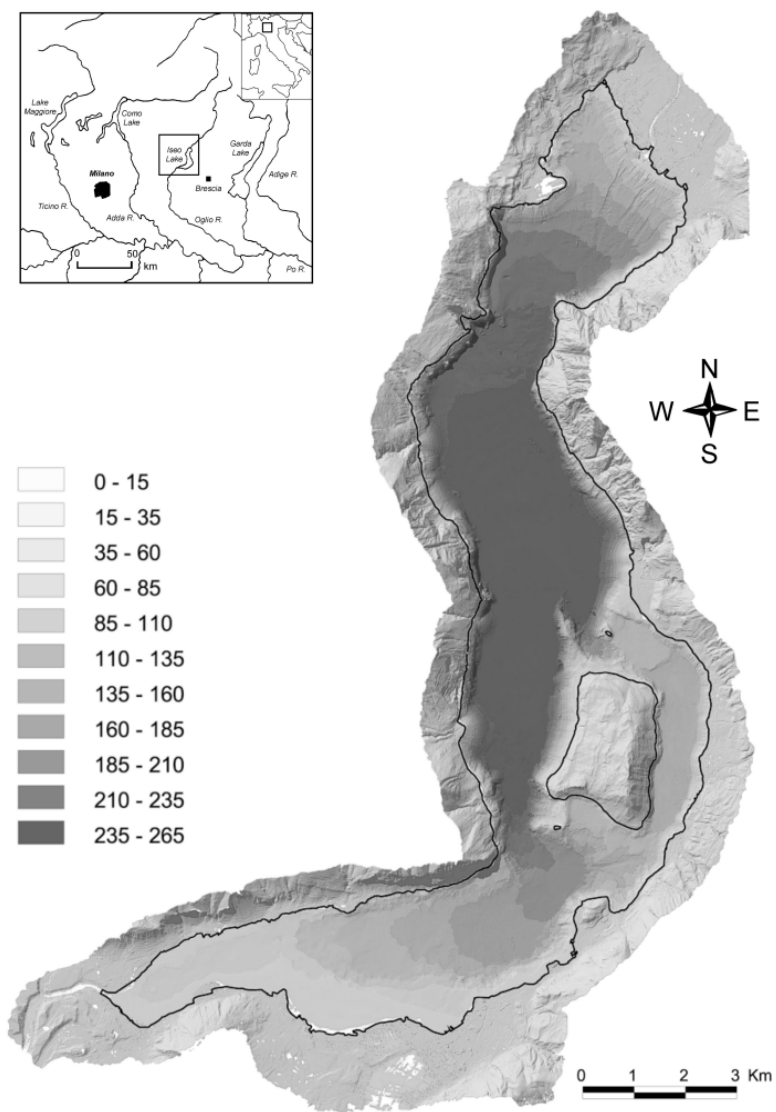 Lake
Maggiore
Como
Lake
Iseo
Lake
Garda
Lake
Milano
Brescia
Adige R.
Ticino R.
Adda R.
Oglio R.
0 50
km
Po R.
N
W E
S
0 - 15
15 - 35
35 - 60
60 - 85
85 - 110
110 - 135
135 - 160
160 - 185
185 - 210
210 - 235
235 - 265
0 1 2 3 Km